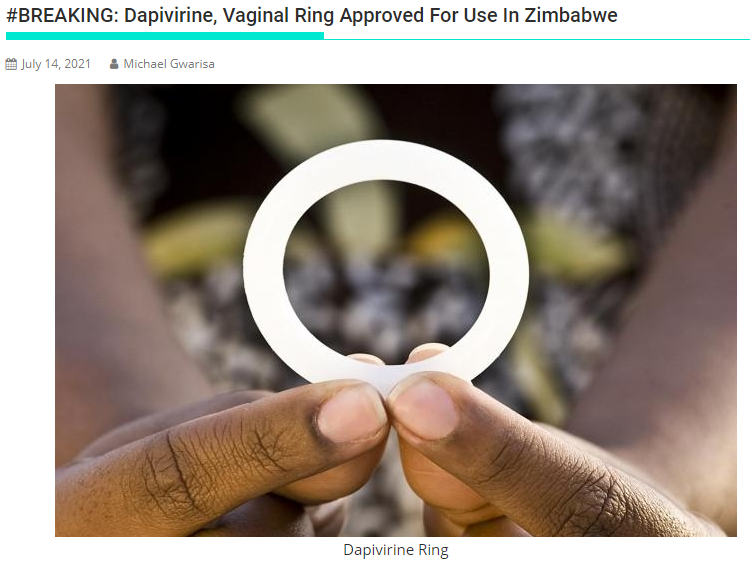 #BREAKING: Dapivirine, Vaginal Ring Approved For Use In Zimbabwe
July 14, 2021 Michael Gwarisa
Dapivirine Ring